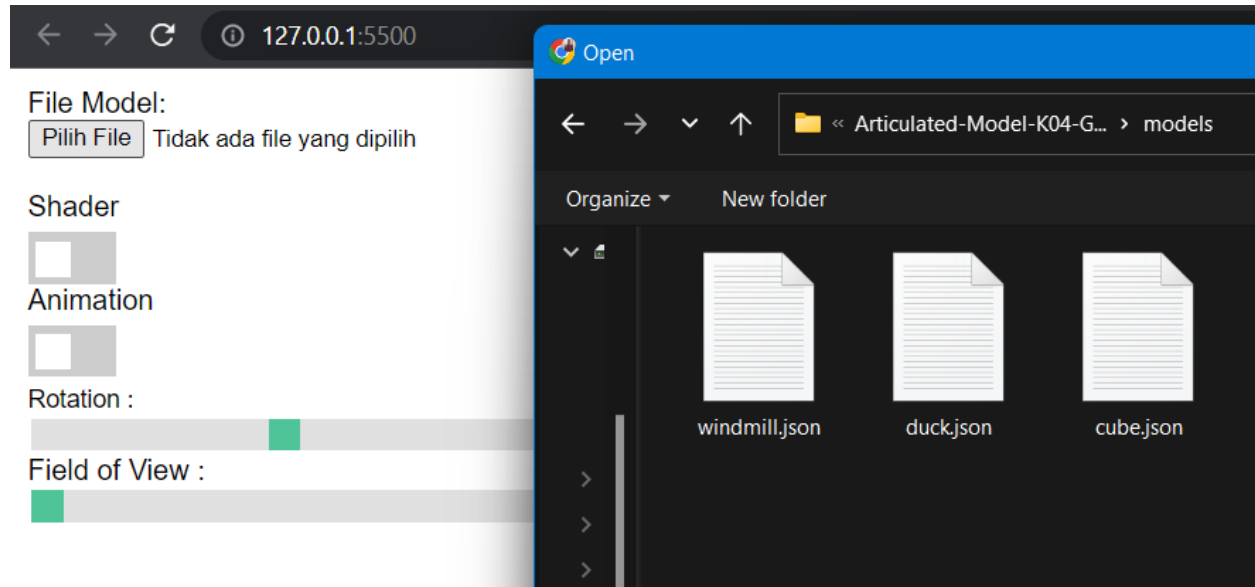 127.0.0.1:5500
File Model:
Pilih File Tidak ada file yang dipilih
Shader
Animation
Rotation :
Field of View :
Open
« Articulated-Model-K04-G... › models
Organize New folder
windmill.json duck.json cube.json